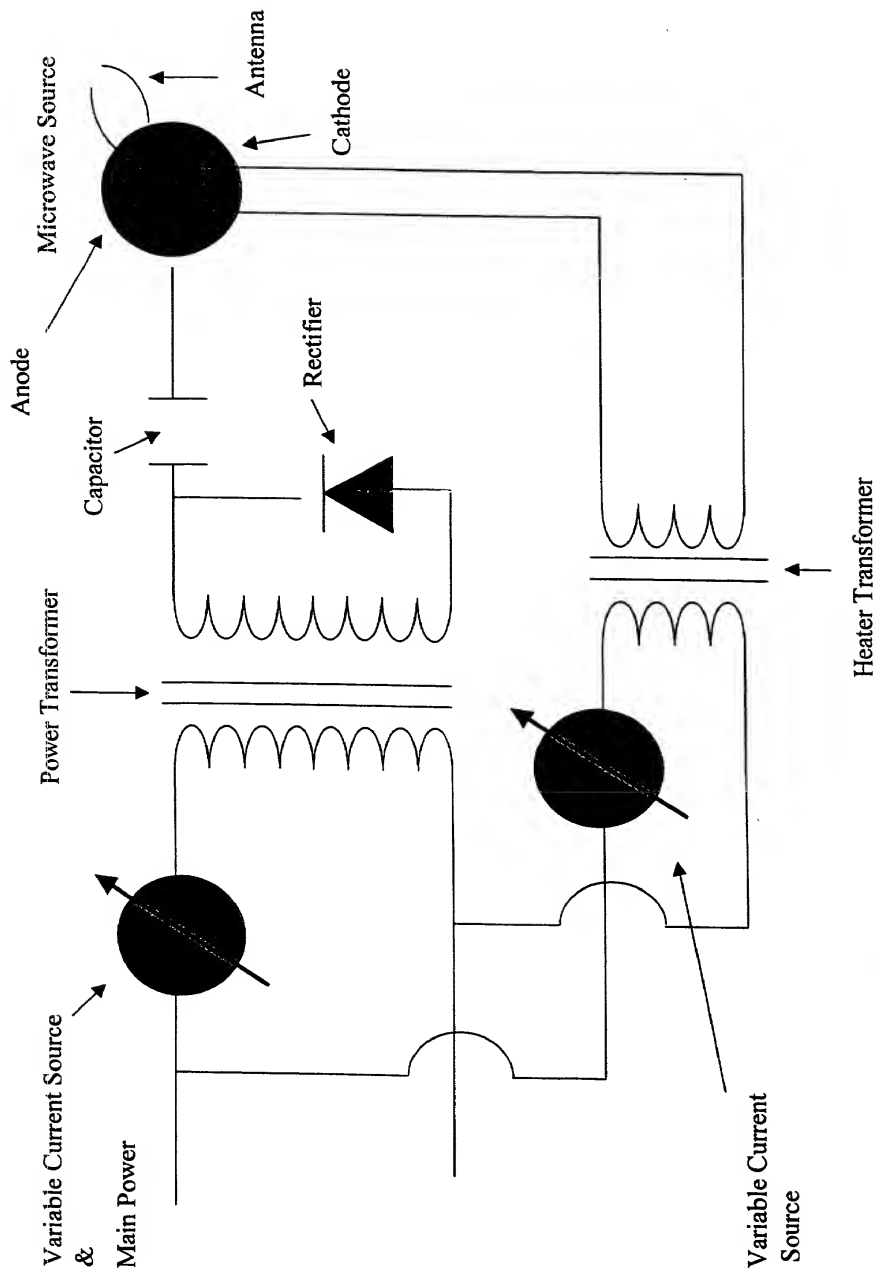 Variable Current Source
&
Main Power
Power Transformer
Capacitor
Anode
Microwave Source
Antenna
Cathode
Rectifier
Variable Current
Source
Heater Transformer